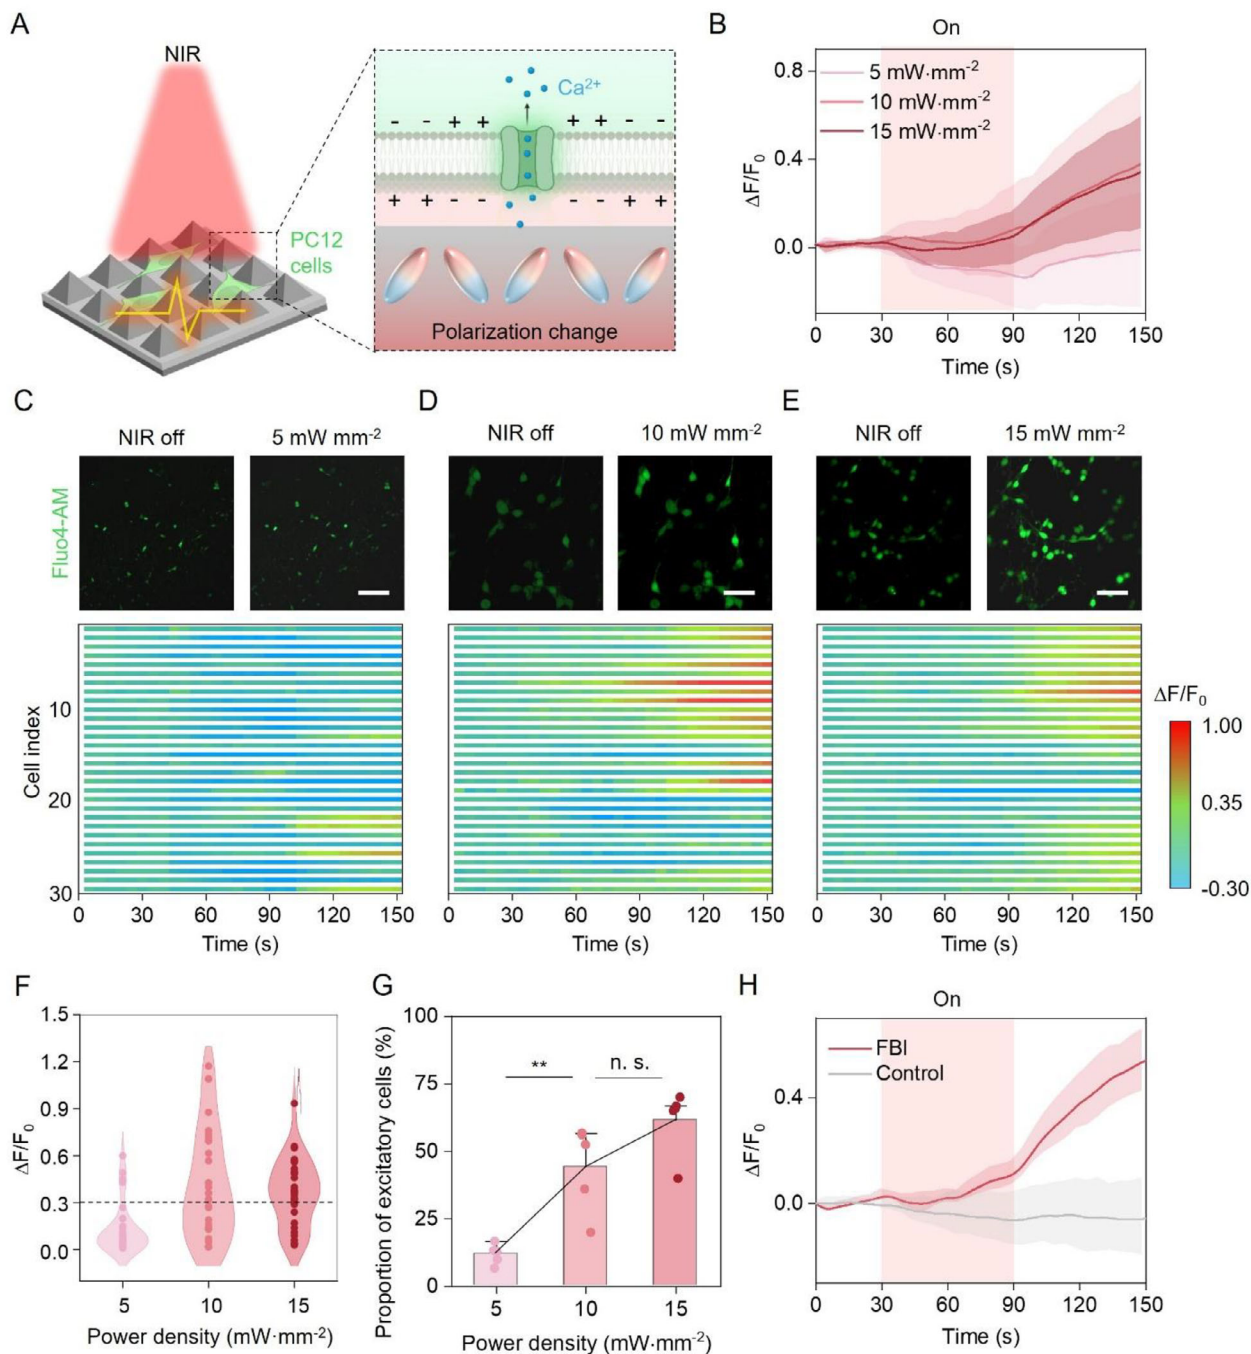 A
NIR
PC12
cells
Ca²⁺
- - + + + + - -
+ + - - - - + +
Polarization change
B
On
5 mW·mm⁻²
10 mW·mm⁻²
15 mW·mm⁻²
ΔF/F₀
0.8
0.4
0.0
0 30 60 90 120 150
Time (s)
C
NIR off
5 mW mm⁻²
Fluo4-AM
D
NIR off
10 mW mm⁻²
E
NIR off
15 mW mm⁻²
Cell index
10
20
30
0 30 60 90 120 150
Time (s)
0 30 60 90 120 150
Time (s)
0 30 60 90 120 150
Time (s)
ΔF/F₀
1.00
0.35
-0.30
F
ΔF/F₀
1.5
1.2
0.9
0.6
0.3
0.0
5 10 15
Power density (mW·mm⁻²)
G
Proportion of excitatory cells (%)
100
75
50
25
0
**
n. s.
5 10 15
Power density (mW·mm⁻²)
H
On
FBI
Control
ΔF/F₀
0.4
0.0
0 30 60 90 120 150
Time (s)